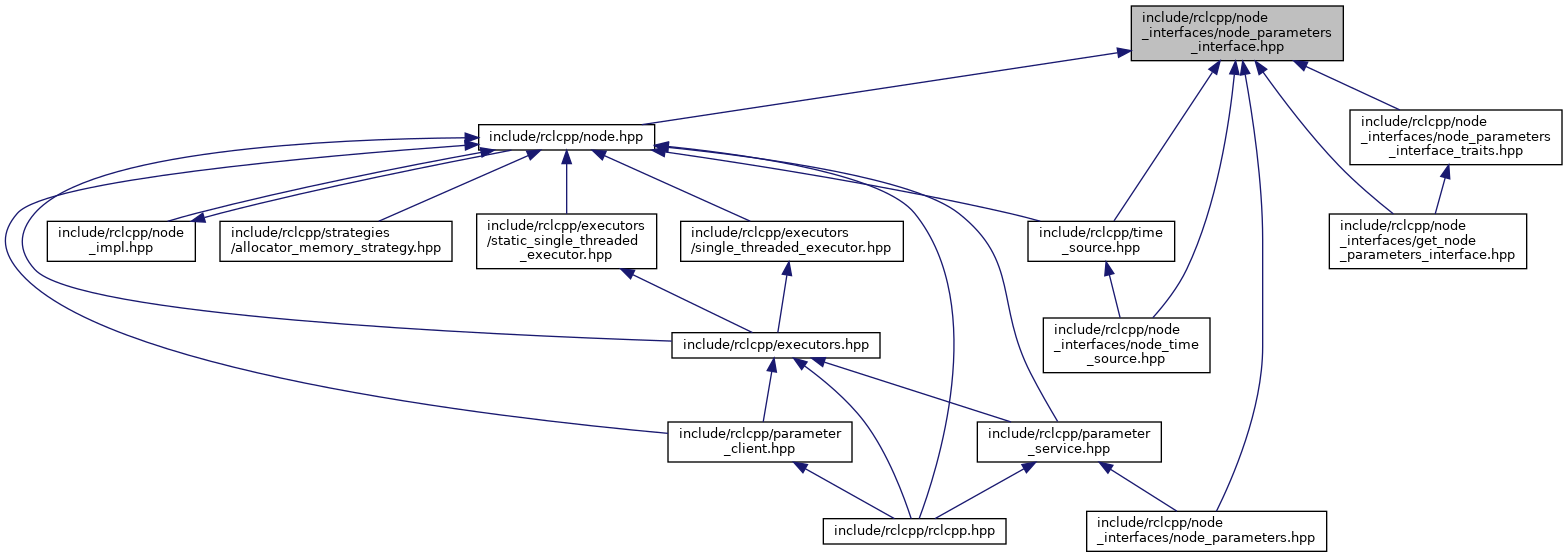 include/rclcpp/node
_interfaces/node_parameters
_interface.hpp
include/rclcpp/node
_interfaces/node_parameters
_interface_traits.hpp
include/rclcpp/node.hpp
include/rclcpp/node
_impl.hpp
include/rclcpp/strategies
/allocator_memory_strategy.hpp
include/rclcpp/executors
/static_single_threaded
_executor.hpp
include/rclcpp/executors
/single_threaded_executor.hpp
include/rclcpp/time
_source.hpp
include/rclcpp/node
_interfaces/get_node
_parameters_interface.hpp
include/rclcpp/node
_interfaces/node_time
_source.hpp
include/rclcpp/executors.hpp
include/rclcpp/parameter
_client.hpp
include/rclcpp/parameter
_service.hpp
include/rclcpp/rclcpp.hpp
include/rclcpp/node
_interfaces/node_parameters.hpp